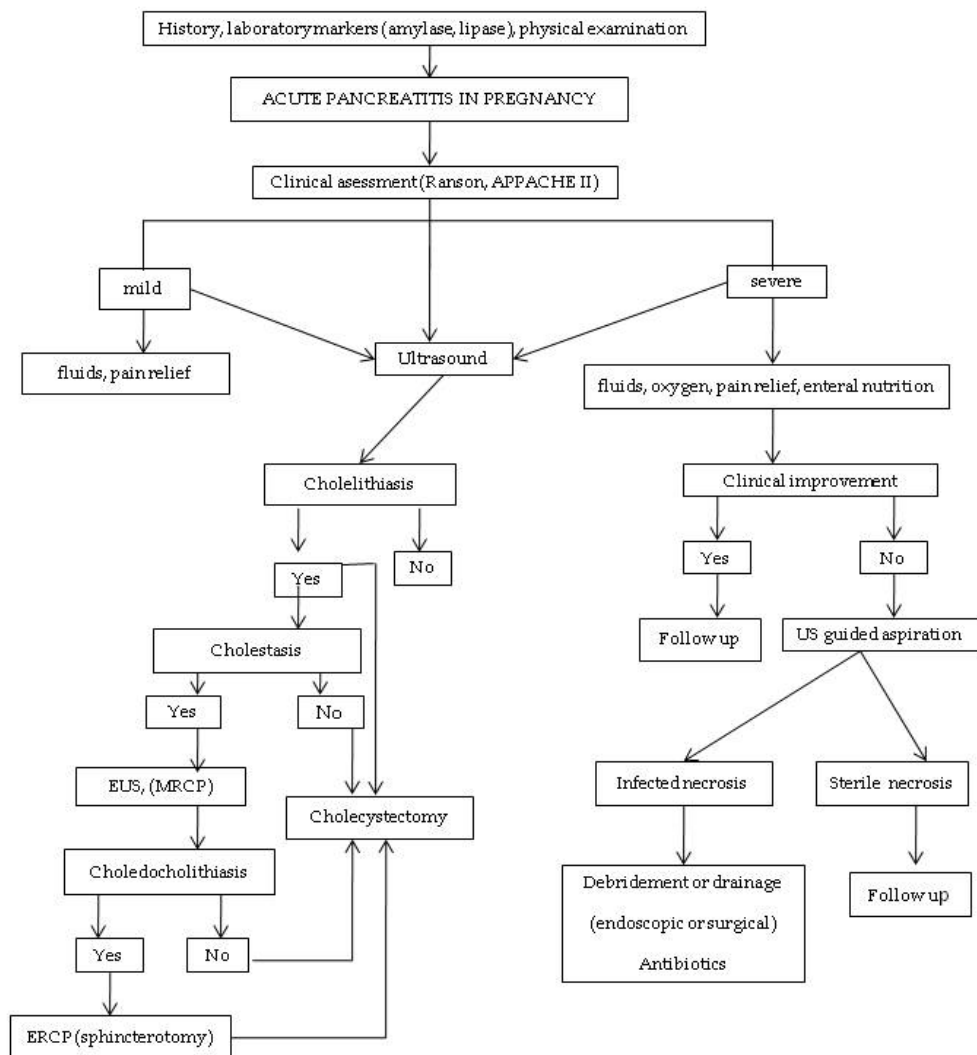 History, laboratory markers (amylase, lipase), physical examination
ACUTE PANCREATITIS IN PREGNANCY
Clinical asessment (Ranson, APPACHE II)
mild
severe
Ultrasound
fluids, pain relief
fluids, oxygen, pain relief, enteral nutrition
Cholelithiasis
Clinical improvement
Yes
No
Yes
No
Cholestasis
Follow up
US guided aspiration
Yes
No
EUS, (MRCP)
Infected necrosis
Sterile necrosis
Cholecystectomy
Choledocholithiasis
Debridement or drainage
(endoscopic or surgical)
Antibiotics
Follow up
Yes
No
ERCP (sphincterotomy)